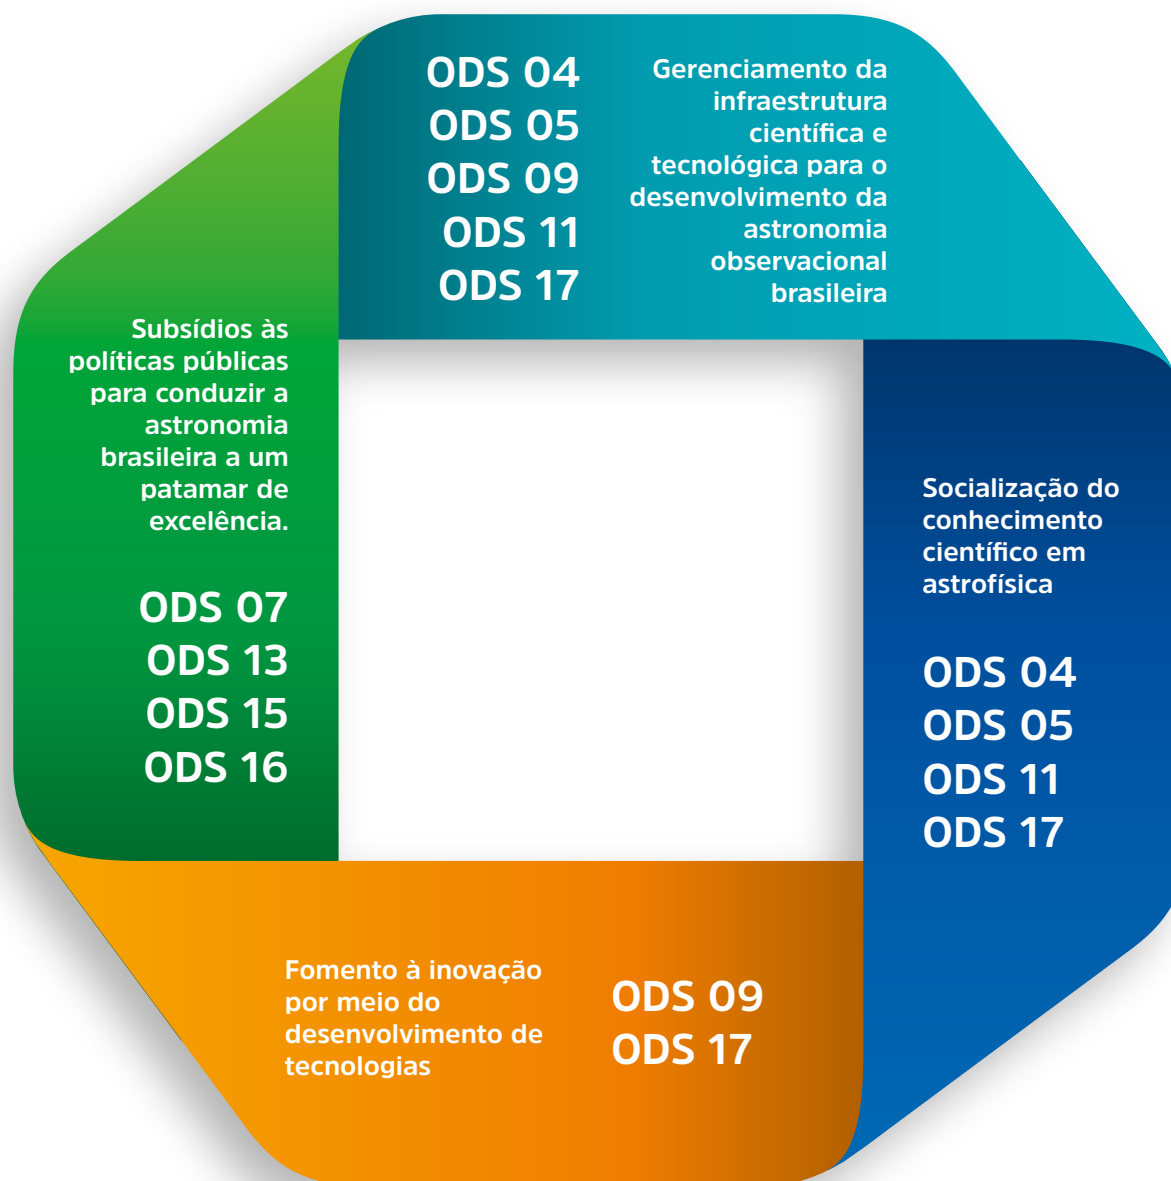 ODS 04
ODS 05
ODS 09
ODS 11
ODS 17
Gerenciamento da
infraestrutura
científica e
tecnológica para o
desenvolvimento da
astronomia
observacional
brasileira
Subsídios às
políticas públicas
para conduzir a
astronomia
brasileira a um
patamar de
excelência.
ODS 07
ODS 13
ODS 15
ODS 16
Socialização do
conhecimento
científico em
astrofísica
ODS 04
ODS 05
ODS 11
ODS 17
Fomento à inovação
por meio do
desenvolvimento de
tecnologias
ODS 09
ODS 17